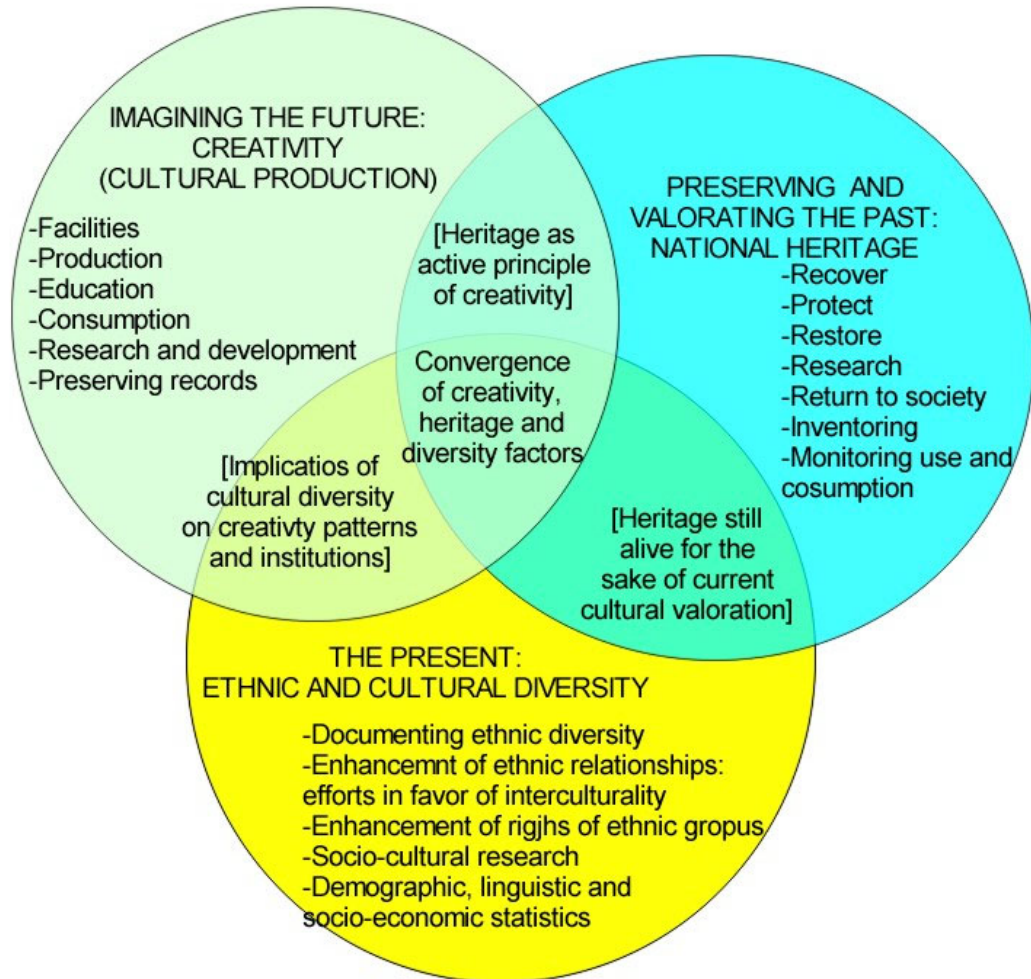 IMAGINING THE FUTURE:
CREATIVITY
(CULTURAL PRODUCTION)
-Facilities
-Production
-Education
-Consumption
-Research and development
-Preserving records
[Heritage as
active principle
of creativity]
PRESERVING AND
VALORATING THE PAST:
NATIONAL HERITAGE
-Recover
-Protect
-Restore
-Research
-Return to society
-Inventoring
-Monitoring use and
cosumption
Convergence
of creativity,
heritage and
diversity factors
[Implicatios of
cultural diversity
on creativty patterns
and institutions]
[Heritage still
alive for the
sake of current
cultural valoration]
THE PRESENT:
ETHNIC AND CULTURAL DIVERSITY
-Documenting ethnic diversity
-Enhancemnt of ethnic relationships:
efforts in favor of interculturality
-Enhancement of rigjhs of ethnic gropus
-Socio-cultural research
-Demographic, linguistic and
socio-economic statistics